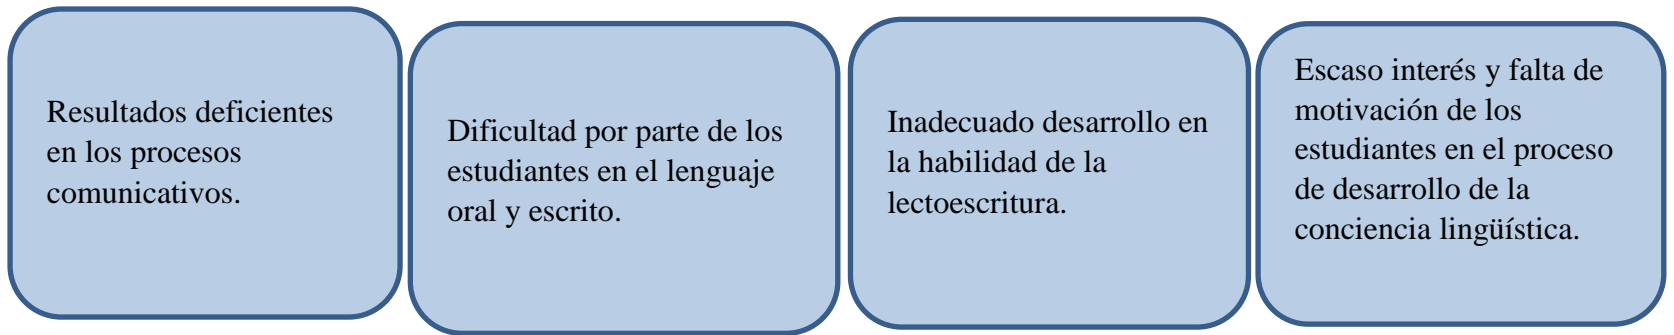 Resultados deficientes
en los procesos
comunicativos.
Dificultad por parte de los
estudiantes en el lenguaje
oral y escrito.
Inadecuado desarrollo en
la habilidad de la
lectoescritura.
Escaso interés y falta de
motivación de los
estudiantes en el proceso
de desarrollo de la
conciencia lingüística.